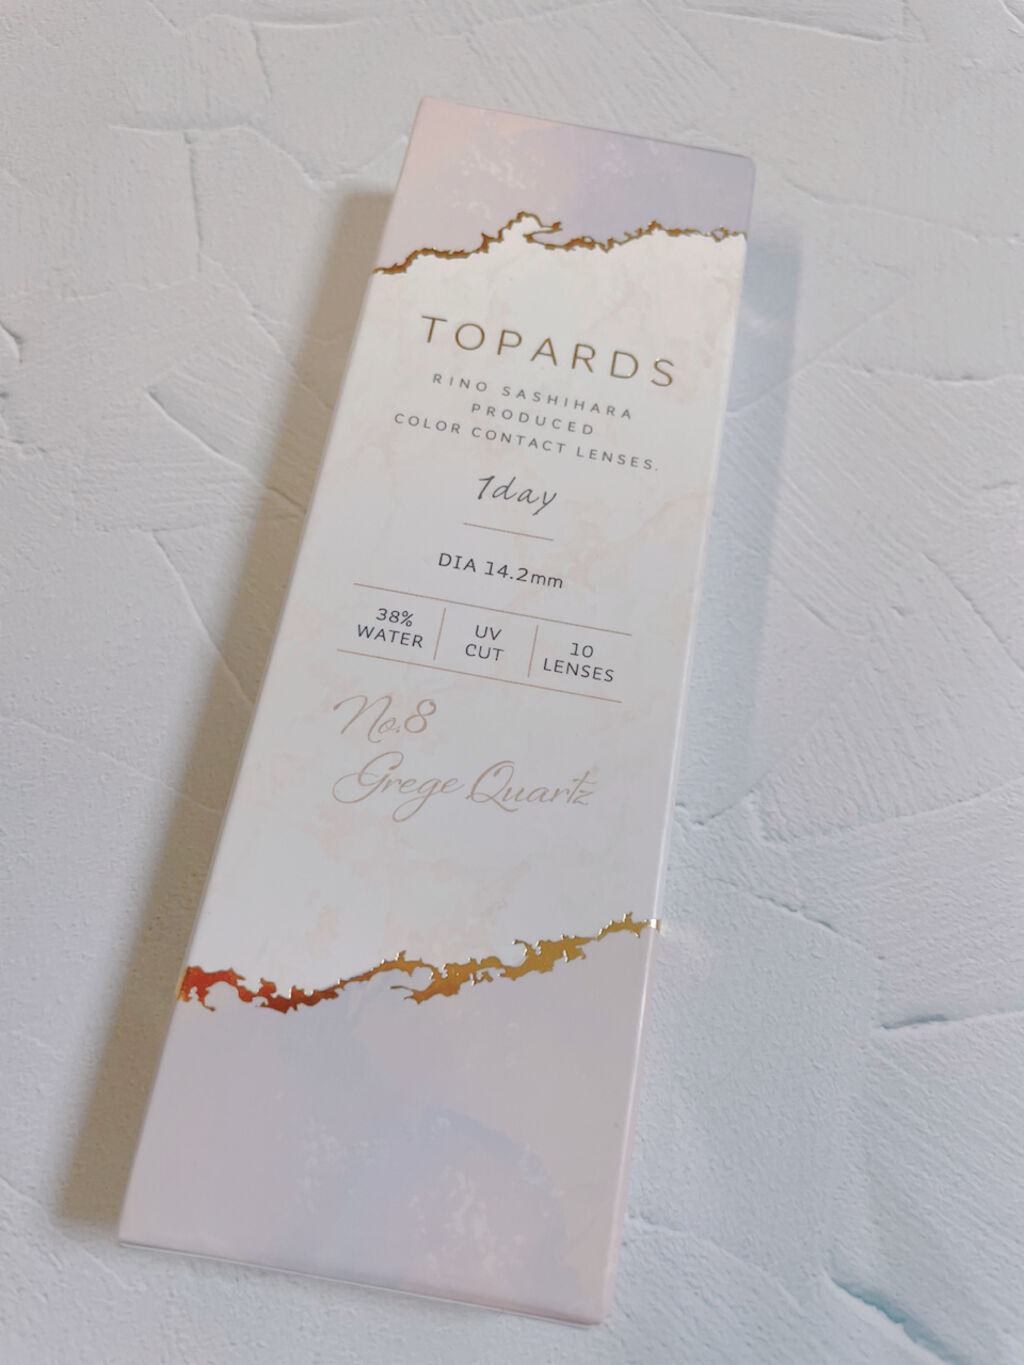 TOPARDS
RINO SASHIHARA
PRODUCED
COLOR CONTACT LENSES.
1day
DIA 14.2mm
38%
WATER
UV
CUT
10
LENSES
No.8
Grege Quartz